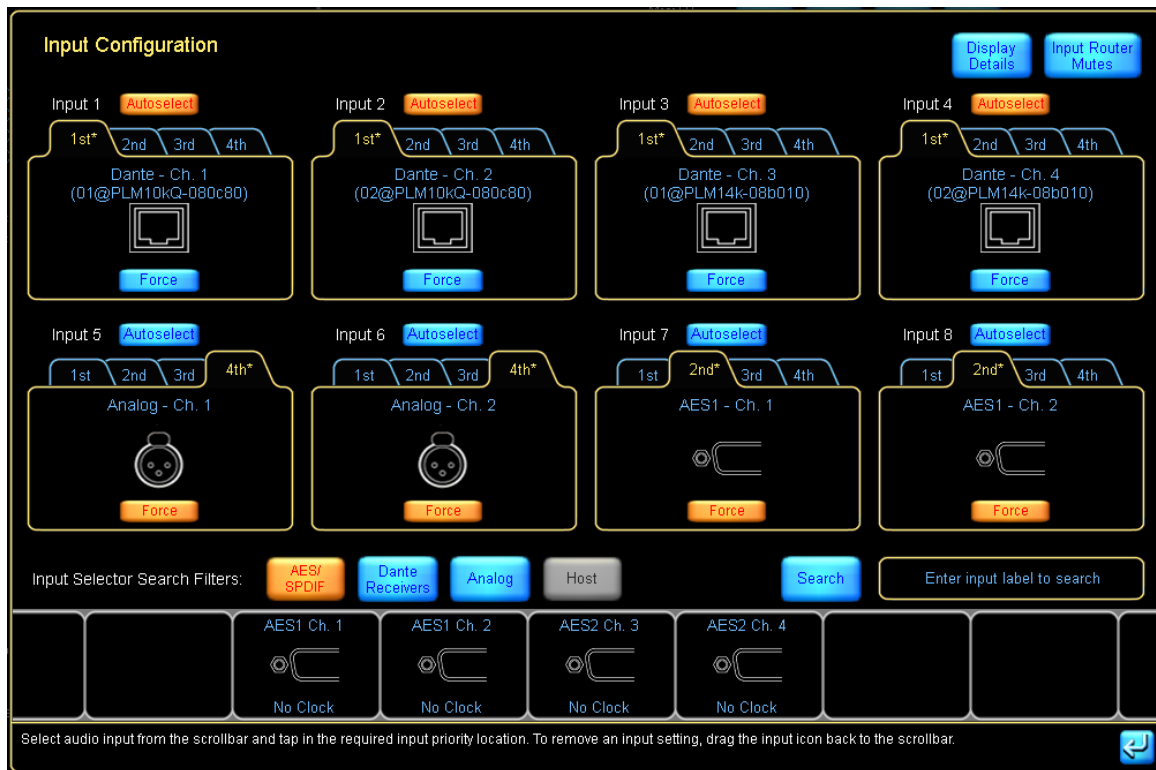 Input Configuration
Display
Details
Input Router
Mutes
Input 1 Autoselect
1st* 2nd 3rd 4th
Dante - Ch. 1
(01@PLM10kQ-080c80)
Force
Input 2 Autoselect
1st* 2nd 3rd 4th
Dante - Ch. 2
(02@PLM10kQ-080c80)
Force
Input 3 Autoselect
1st* 2nd 3rd 4th
Dante - Ch. 3
(01@PLM14k-08b010)
Force
Input 4 Autoselect
1st* 2nd 3rd 4th
Dante - Ch. 4
(02@PLM14k-08b010)
Force
Input 5 Autoselect
1st 2nd 3rd 4th*
Analog - Ch. 1
Force
Input 6 Autoselect
1st 2nd 3rd 4th*
Analog - Ch. 2
Force
Input 7 Autoselect
1st 2nd* 3rd 4th
AES1 - Ch. 1
Force
Input 8 Autoselect
1st 2nd* 3rd 4th
AES1 - Ch. 2
Force
Input Selector Search Filters:
AES/
SPDIF
Dante
Receivers
Analog
Host
Search
Enter input label to search
AES1 Ch. 1
No Clock
AES1 Ch. 2
No Clock
AES2 Ch. 3
No Clock
AES2 Ch. 4
No Clock
Select audio input from the scrollbar and tap in the required input priority location. To remove an input setting, drag the input icon back to the scrollbar.